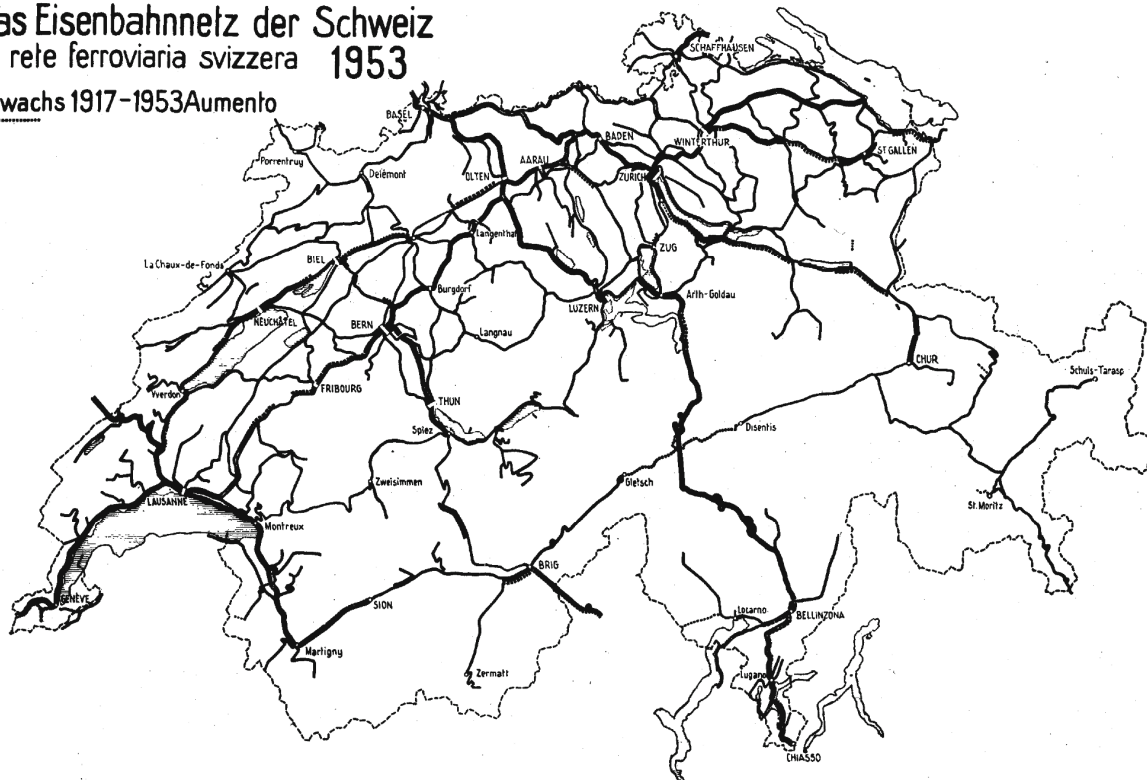 as Eisenbahnnetz der Schweiz
rete ferroviaria svizzera 1953
wachs 1917-1953 Aumento
SCHAFFHAUSEN
BASEL
BADEN
WINTERTHUR
ST GALLEN
Porrentruy
Delémont
OLTEN
AARAU
ZÜRICH
Langenthal
ZUG
La Chaux-de-Fonds
BIEL
Burgdorf
LUZERN
Arth-Goldau
NEUCHÂTEL
BERN
Langnau
CHUR
Schuls-Tarasp
Yverdon
FRIBOURG
THUN
Spiez
Disentis
LAUSANNE
Zweisimmen
Gletsch
St. Moritz
Montreux
GENÈVE
BRIG
SION
Locarno
BELLINZONA
Martigny
Zermatt
Lugano
CHIASSO